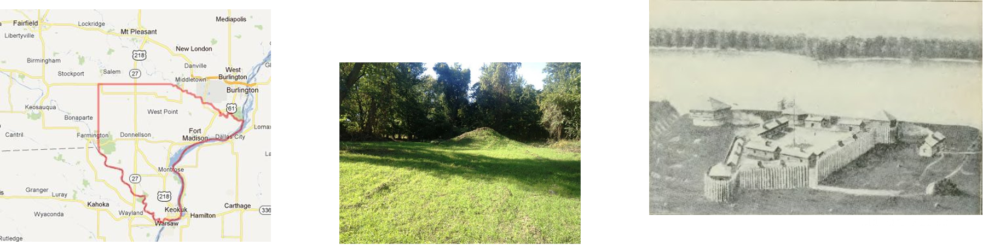 Mediapolis
Fairfield
Lockridge
Mt Pleasant
Libertyville
New London
218
Birmingham
Danville
Stockport
Salem
27
West
Burlington
Middletown
Burlington
Keosauqua
61
West Point
Bonaparte
Fort
Madison
Cantril
Farmington
Donnellson
Dallas City
Lomax
Montrose
27
Granger
Luray
218
Kahoka
Carthage
Wyaconda
Wayland
Keokuk
Hamilton
336
Warsaw
Rutledge